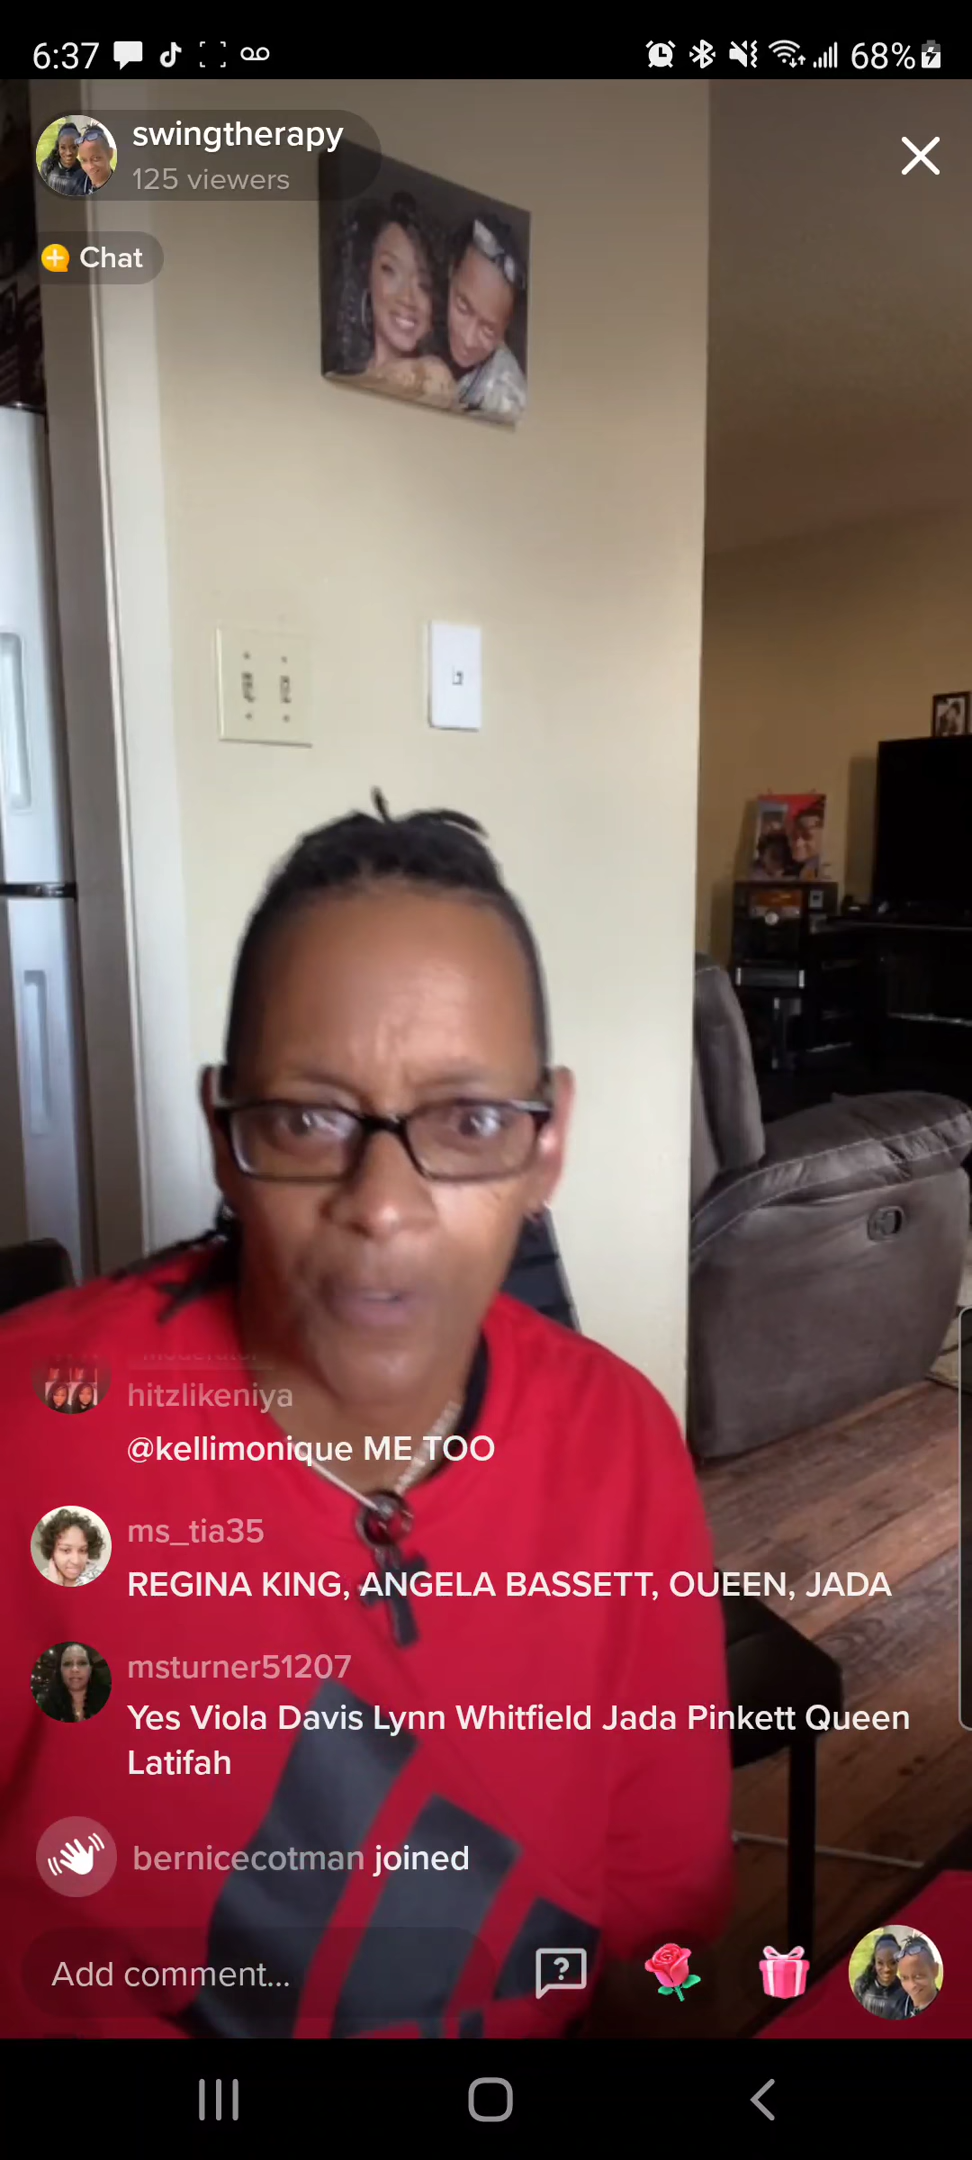 6:37
68%
swingtherapy
125 viewers
Chat
hitzlikeniya
@kellimonique ME TOO
ms_tia35
REGINA KING, ANGELA BASSETT, OUEEN, JADA
msturner51207
Yes Viola Davis Lynn Whitfield Jada Pinkett Queen
Latifah
bernicecotman joined
Add comment...